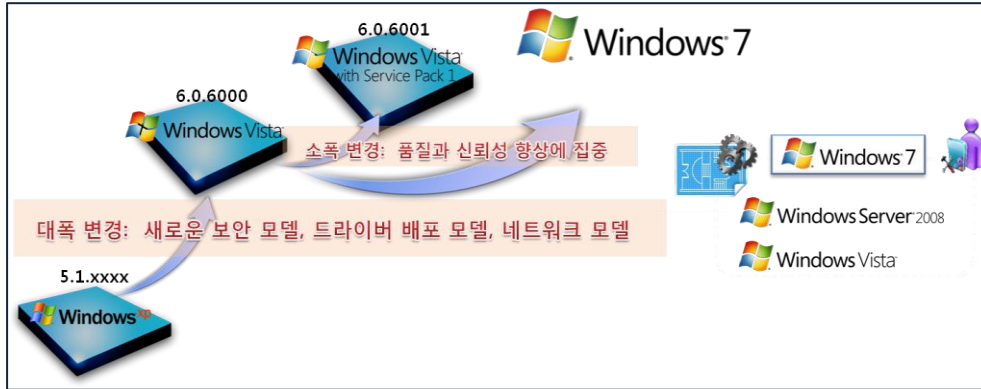 6.0.6001
Windows Vista
with Service Pack 1
Windows 7
6.0.6000
Windows Vista
소폭 변경: 품질과 신뢰성 향상에 집중
대폭 변경: 새로운 보안 모델, 드라이버 배포 모델, 네트워크 모델
5.1.xxxx
Windows xp
Windows 7
Windows Server 2008
Windows Vista